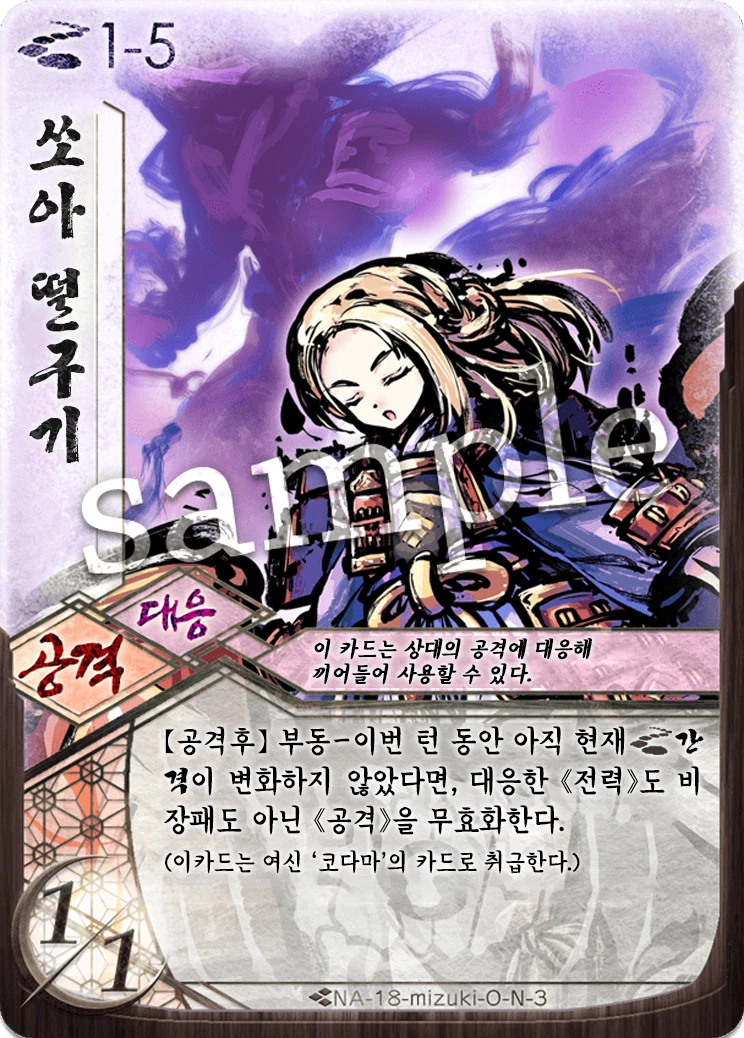 1-5
쏘아 떨구기
sample
대응
공격
이 카드는 상대의 공격에 대응해
끼어들어 사용할 수 있다.
【공격후】 부동-이번 턴 동안 아직 현재 간
격이 변화하지 않았다면, 대응한 《전력》도 비
장패도 아닌 《공격》을 무효화한다.
(이카드는 여신 ‘코다마’의 카드로 취급한다.)
1/1
NA-18-mizuki-O-N-3